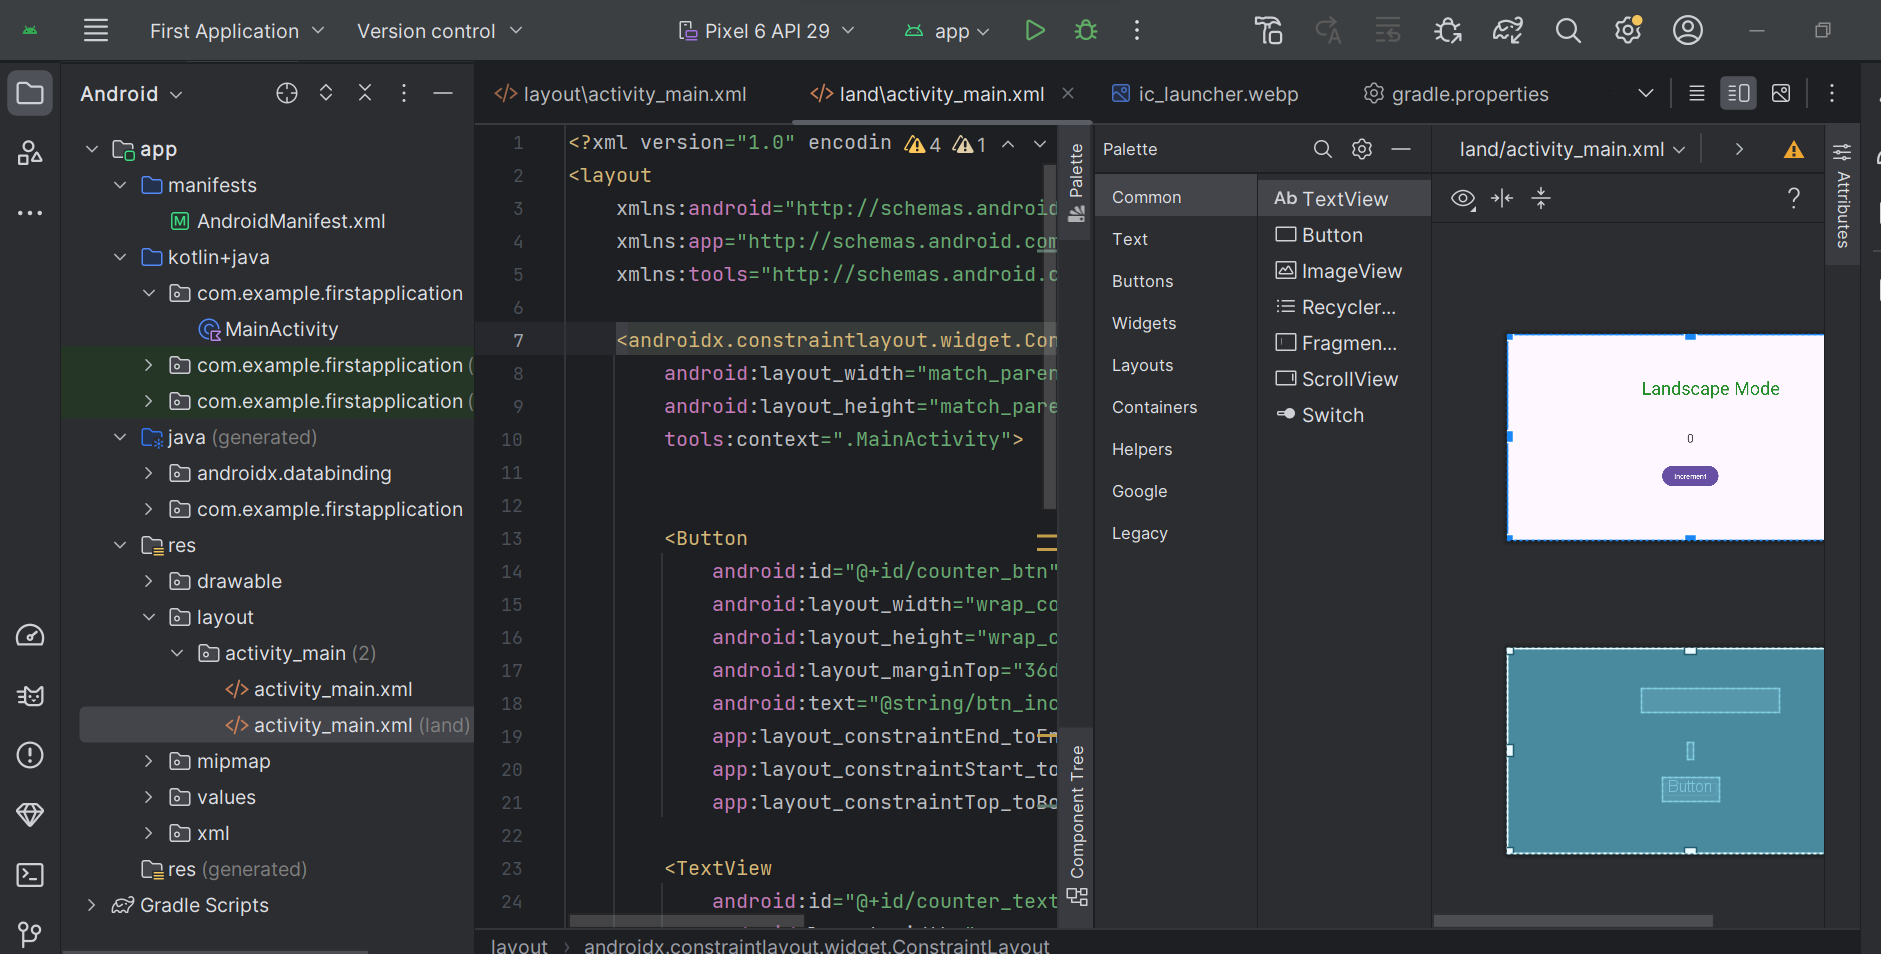 First Application
Version control
Pixel 6 API 29
app
Android
layout\activity_main.xml
land\activity_main.xml
ic_launcher.webp
gradle.properties
app
manifests
AndroidManifest.xml
kotlin+java
com.example.firstapplication
MainActivity
com.example.firstapplication (
com.example.firstapplication (
java (generated)
androidx.databinding
com.example.firstapplication
res
drawable
layout
activity_main (2)
activity_main.xml
activity_main.xml (land)
mipmap
values
xml
res (generated)
Gradle Scripts
1 <?xml version="1.0" encodin
4 1
2 <layout
3 xmlns:android="http://schemas.android
4 xmlns:app="http://schemas.android.com
5 xmlns:tools="http://schemas.android.c
6
7 <androidx.constraintlayout.widget.Con
8 android:layout_width="match_paren
9 android:layout_height="match_pare
10 tools:context=".MainActivity">
11
12
13 <Button
14 android:id="@+id/counter_btn"
15 android:layout_width="wrap_co
16 android:layout_height="wrap_c
17 android:layout_marginTop="36d
18 android:text="@string/btn_inc
19 app:layout_constraintEnd_toEn
20 app:layout_constraintStart_to
21 app:layout_constraintTop_toBo
22
23 <TextView
24 android:id="@+id/counter_text
layout › androidx.constraintlayout.widget.ConstraintLayout
Palette
Component Tree
Palette
Common
Text
Buttons
Widgets
Layouts
Containers
Helpers
Google
Legacy
Ab TextView
Button
ImageView
Recycler...
Fragmen...
ScrollView
Switch
land/activity_main.xml
?
Landscape Mode
0
Increment
Button
Attributes